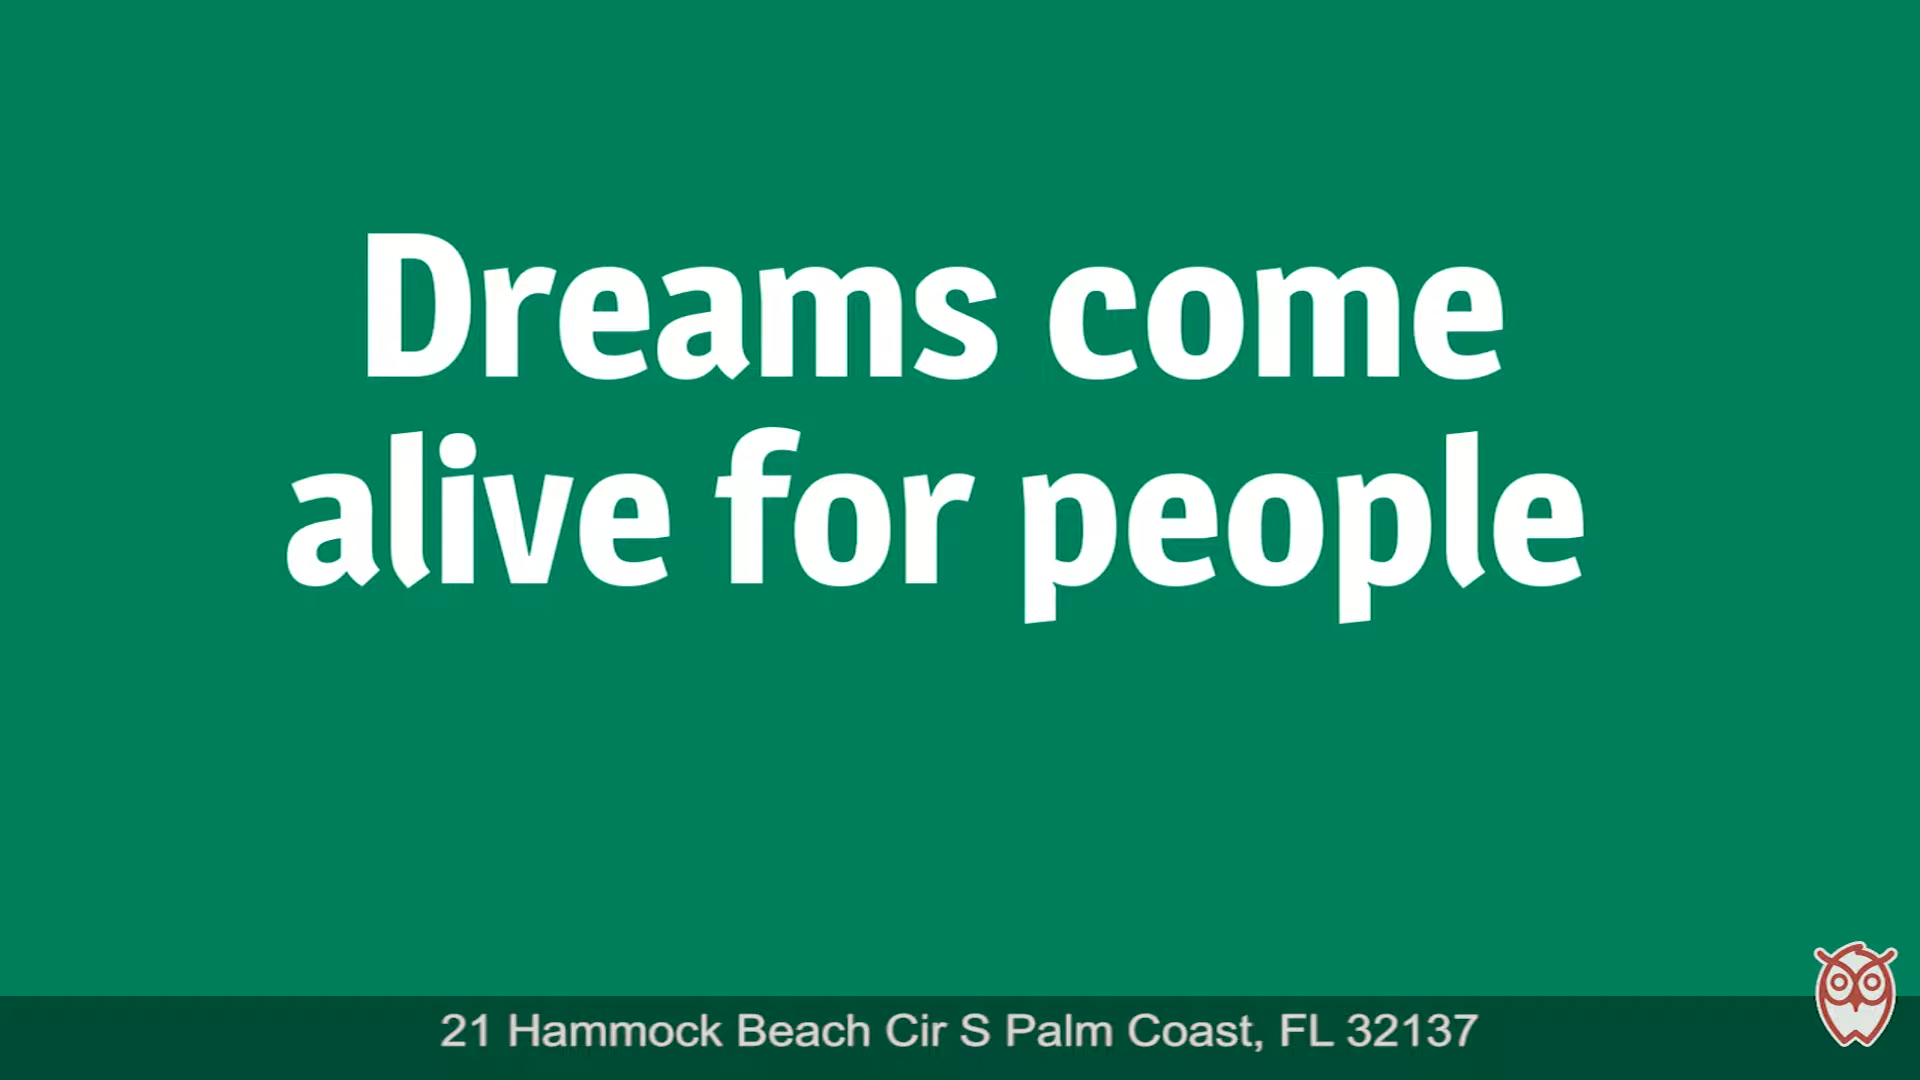 Dreams come
alive for people
21 Hammock Beach Cir S Palm Coast, FL 32137